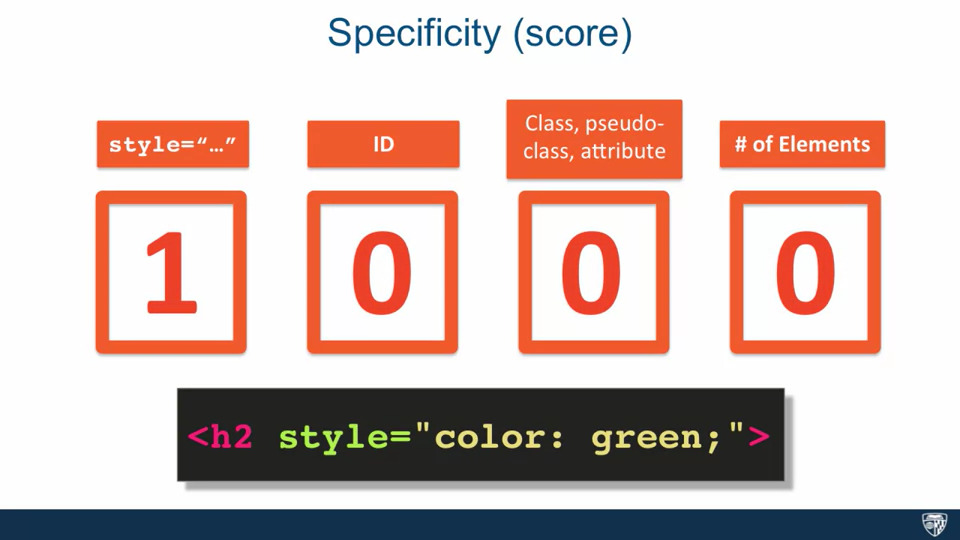 Specificity (score)
style=“…”
ID
Class, pseudo-
class, attribute
# of Elements
1
0
0
0
<h2 style="color: green;">